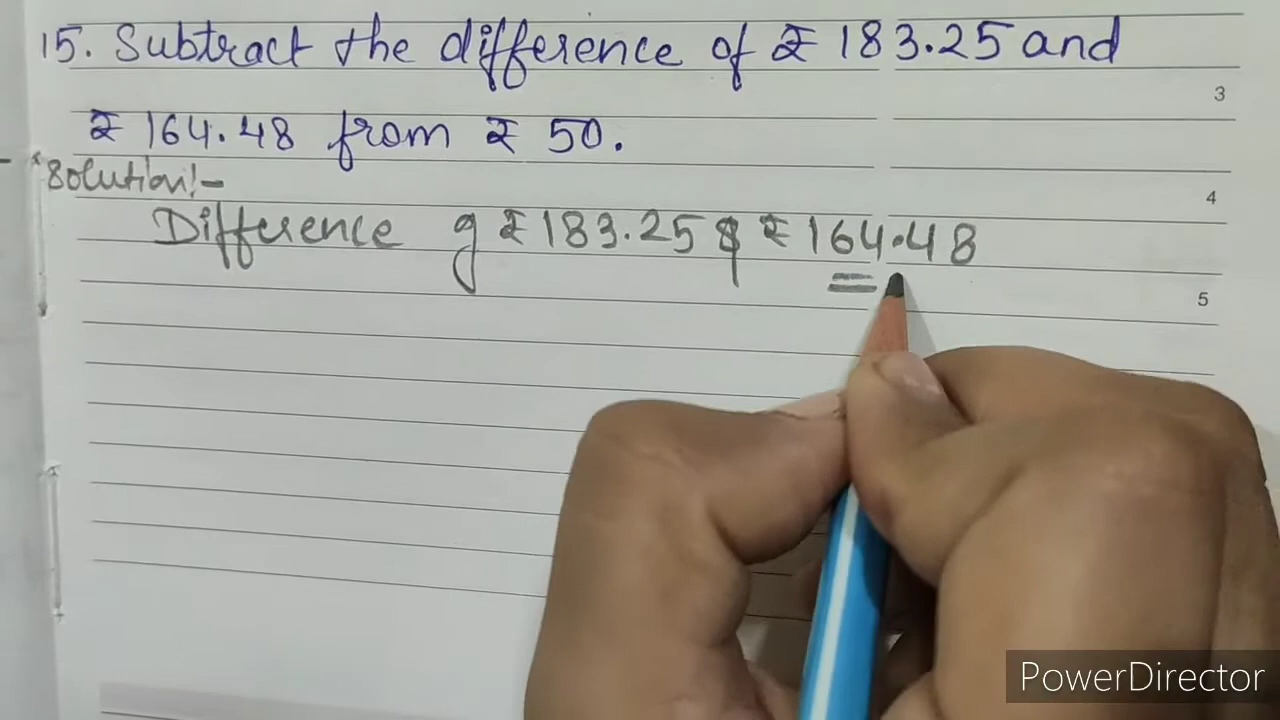 15. Subtract the difference of ₹ 183.25 and
3
₹ 164.48 from ₹ 50.
Solution:-
4
Difference of ₹ 183.25 & ₹ 164.48
5
PowerDirector